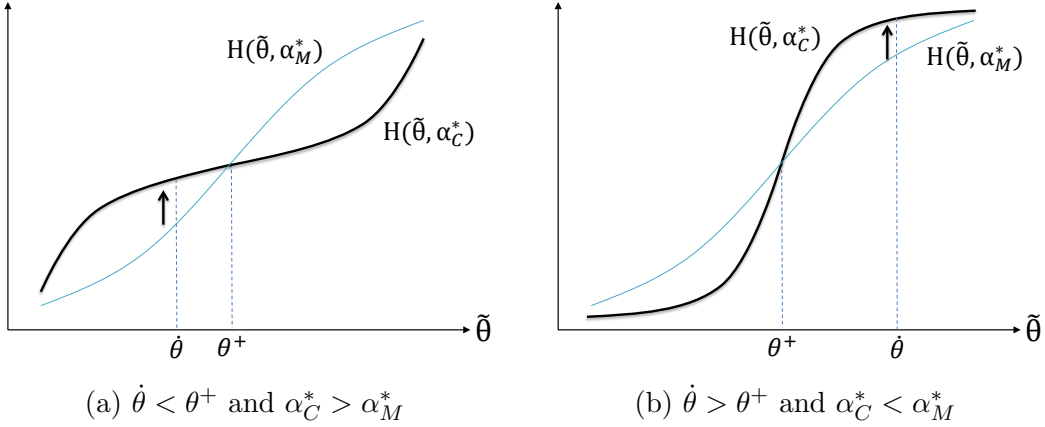 H(θ̃, α*_M)
H(θ̃, α*_C)
θ̇ θ⁺ θ̃
(a) θ̇ < θ⁺ and α*_C > α*_M
H(θ̃, α*_C)
H(θ̃, α*_M)
θ⁺ θ̇ θ̃
(b) θ̇ > θ⁺ and α*_C < α*_M